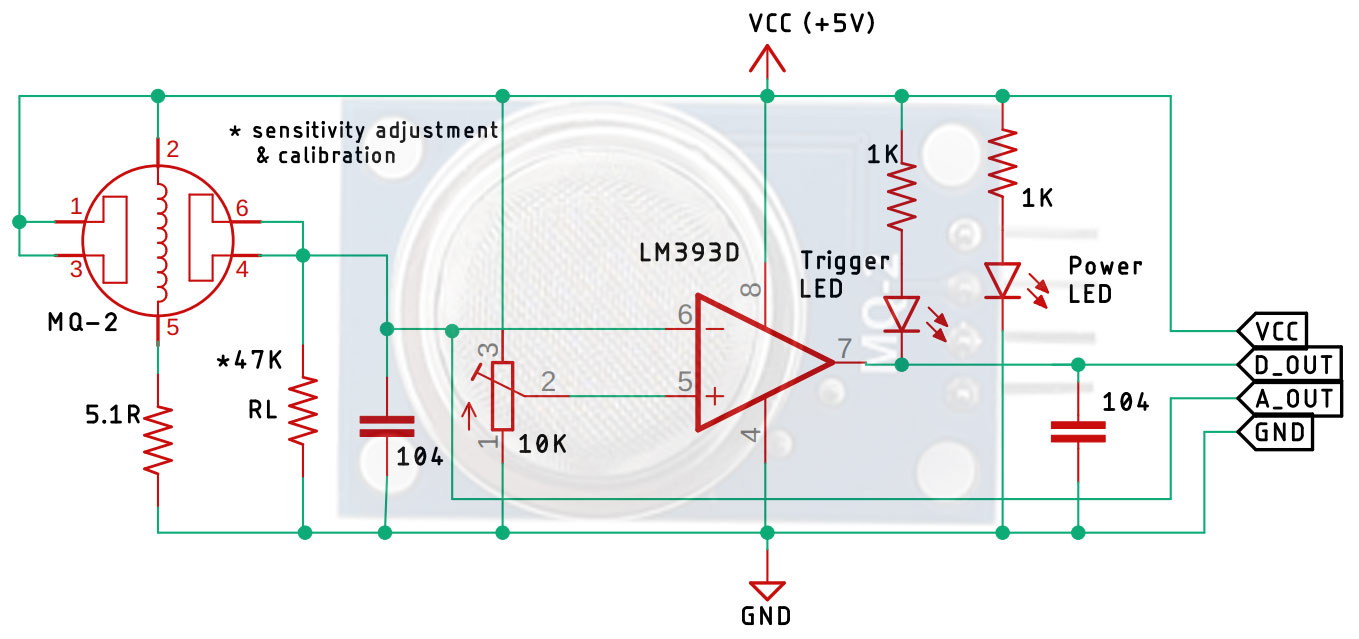 VCC (+5V)
* sensitivity adjustment
& calibration
2
1
6
3
4
MQ-2
5
*47K
RL
5.1R
104
3
2
1
10K
LM393D
8
6
5
7
4
1K
1K
Trigger
LED
Power
LED
MQ-2
104
VCC
D_OUT
A_OUT
GND
GND